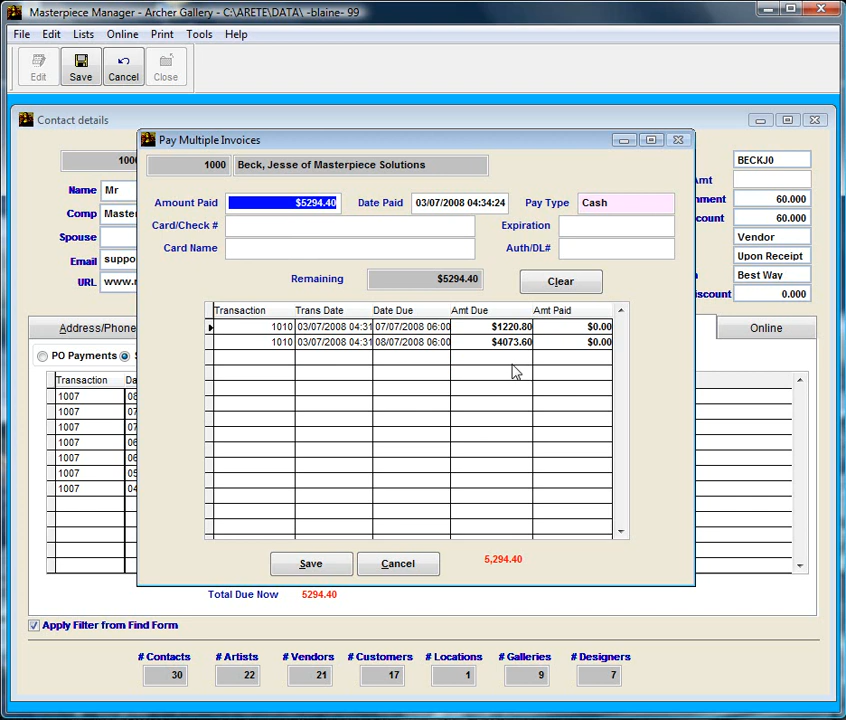 Masterpiece Manager - Archer Gallery - C:\ARETE\DATA\ -blaine- 99
File Edit Lists Online Print Tools Help
Edit Save Cancel Close
Contact details
Pay Multiple Invoices
1000 Beck, Jesse of Masterpiece Solutions
BECKJ0
Name Mr
Comp
Spouse
Email
URL www.
Amount Paid $5294.40 Date Paid 03/07/2008 04:34:24 Pay Type Cash
Card/Check # Expiration
Card Name Auth/DL#
60.000
60.000
Vendor
Upon Receipt
Best Way
0.000
Remaining $5294.40 Clear
Transaction Trans Date Date Due Amt Due Amt Paid
1010 03/07/2008 04:31 07/07/2008 06:00 $1220.80 $0.00
1010 03/07/2008 04:31 08/07/2008 06:00 $4073.60 $0.00
Address/Phone Online
PO Payments
Transaction
1007 08
1007 07
1007 07
1007 06
1007 06
1007 05
1007 04
Save Cancel 5,294.40
Total Due Now 5294.40
Apply Filter from Find Form
# Contacts # Artists # Vendors # Customers # Locations # Galleries # Designers
30 22 21 17 1 9 7